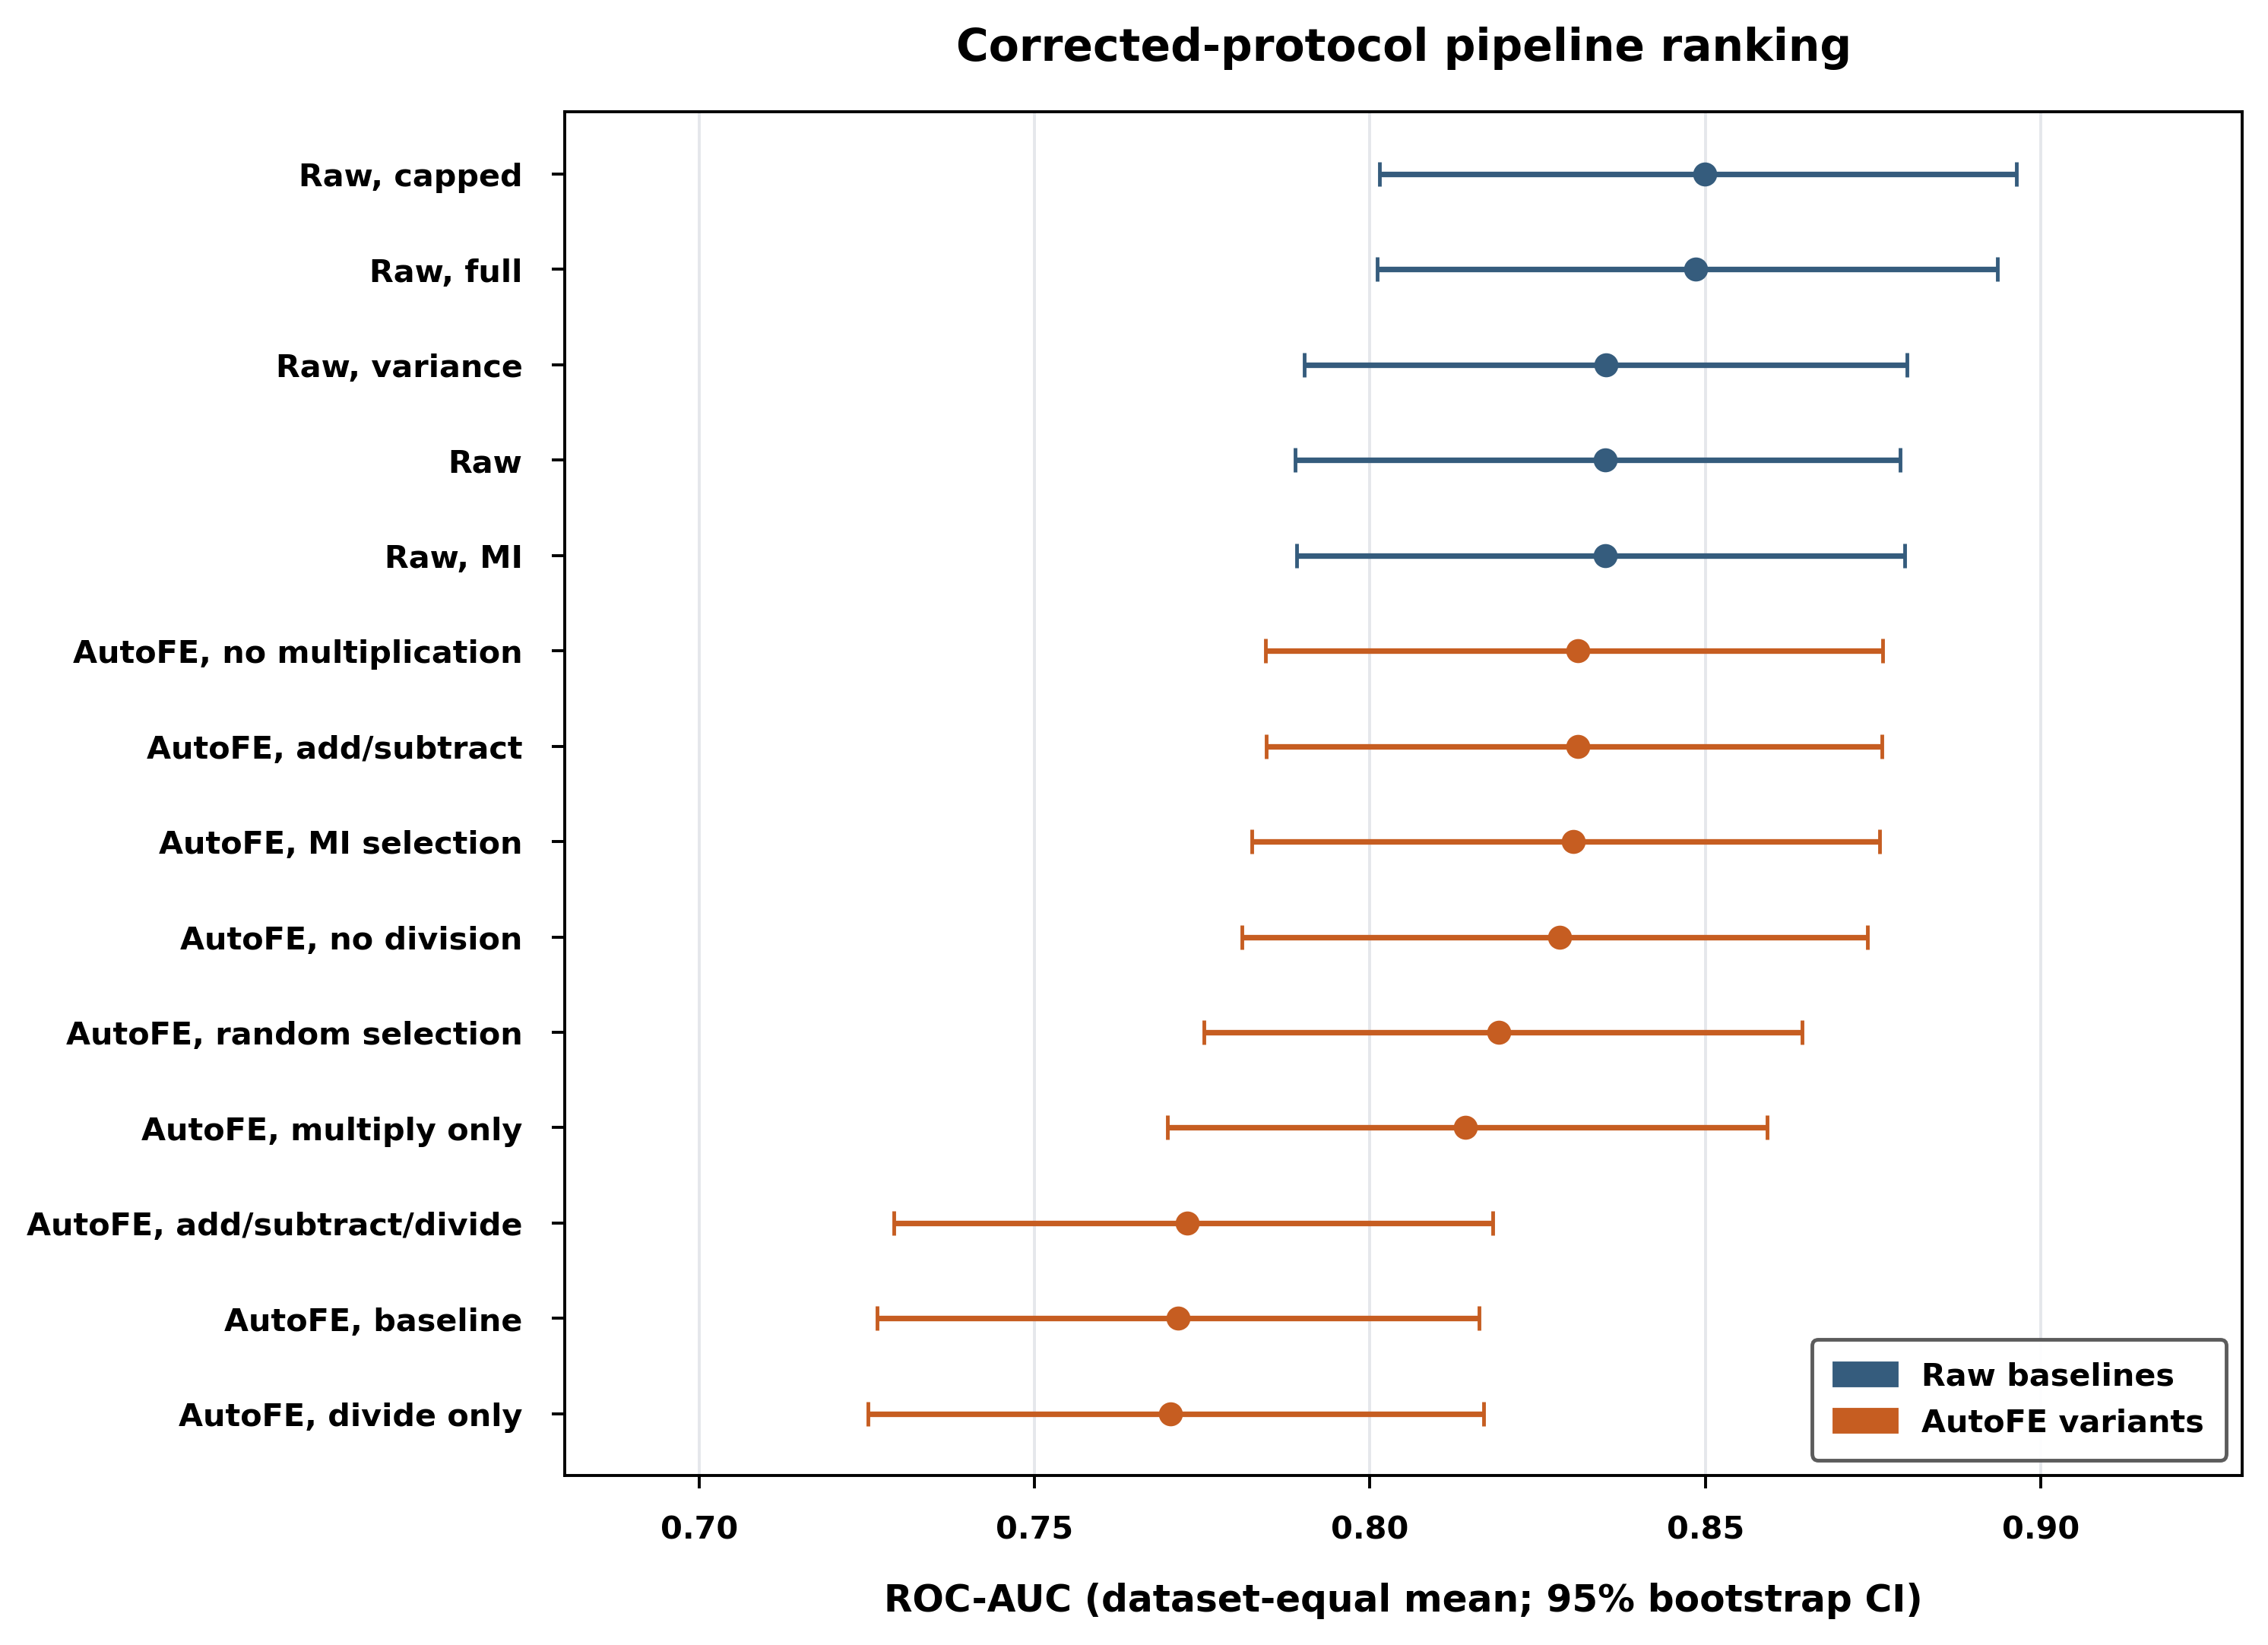 Corrected-protocol pipeline ranking
Raw, capped
Raw, full
Raw, variance
Raw
Raw, MI
AutoFE, no multiplication
AutoFE, add/subtract
AutoFE, MI selection
AutoFE, no division
AutoFE, random selection
AutoFE, multiply only
AutoFE, add/subtract/divide
AutoFE, baseline
AutoFE, divide only
Raw baselines
AutoFE variants
0.70 0.75 0.80 0.85 0.90
ROC-AUC (dataset-equal mean; 95% bootstrap CI)